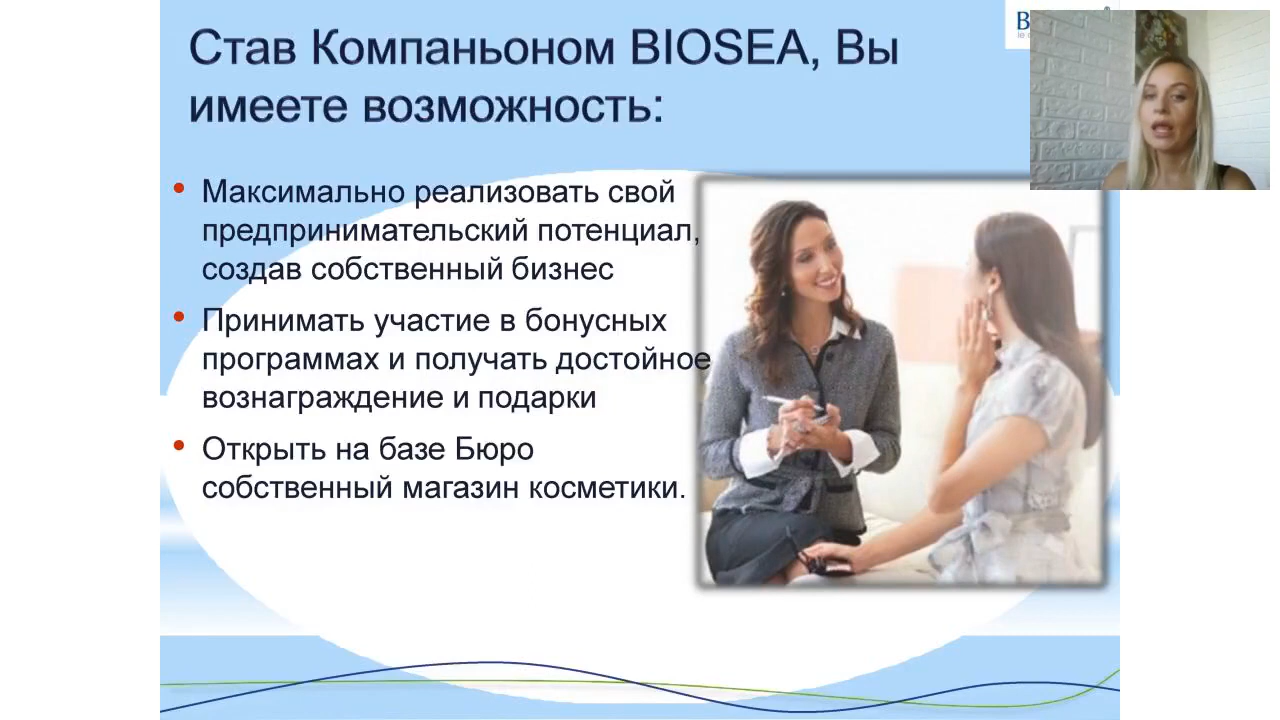 Став Компаньоном BIOSEA, Вы
имеете возможность:
Максимально реализовать свой
предпринимательский потенциал,
создав собственный бизнес
Принимать участие в бонусных
программах и получать достойное
вознаграждение и подарки
Открыть на базе Бюро
собственный магазин косметики.